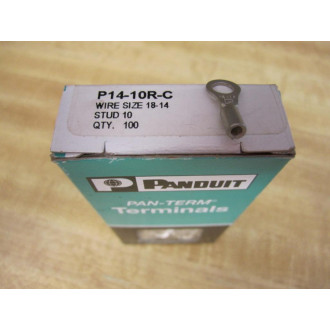 P14-10R-C
WIRE SIZE 18-14
STUD 10
QTY. 100
PANDUIT
PAN-TERM®
Terminals